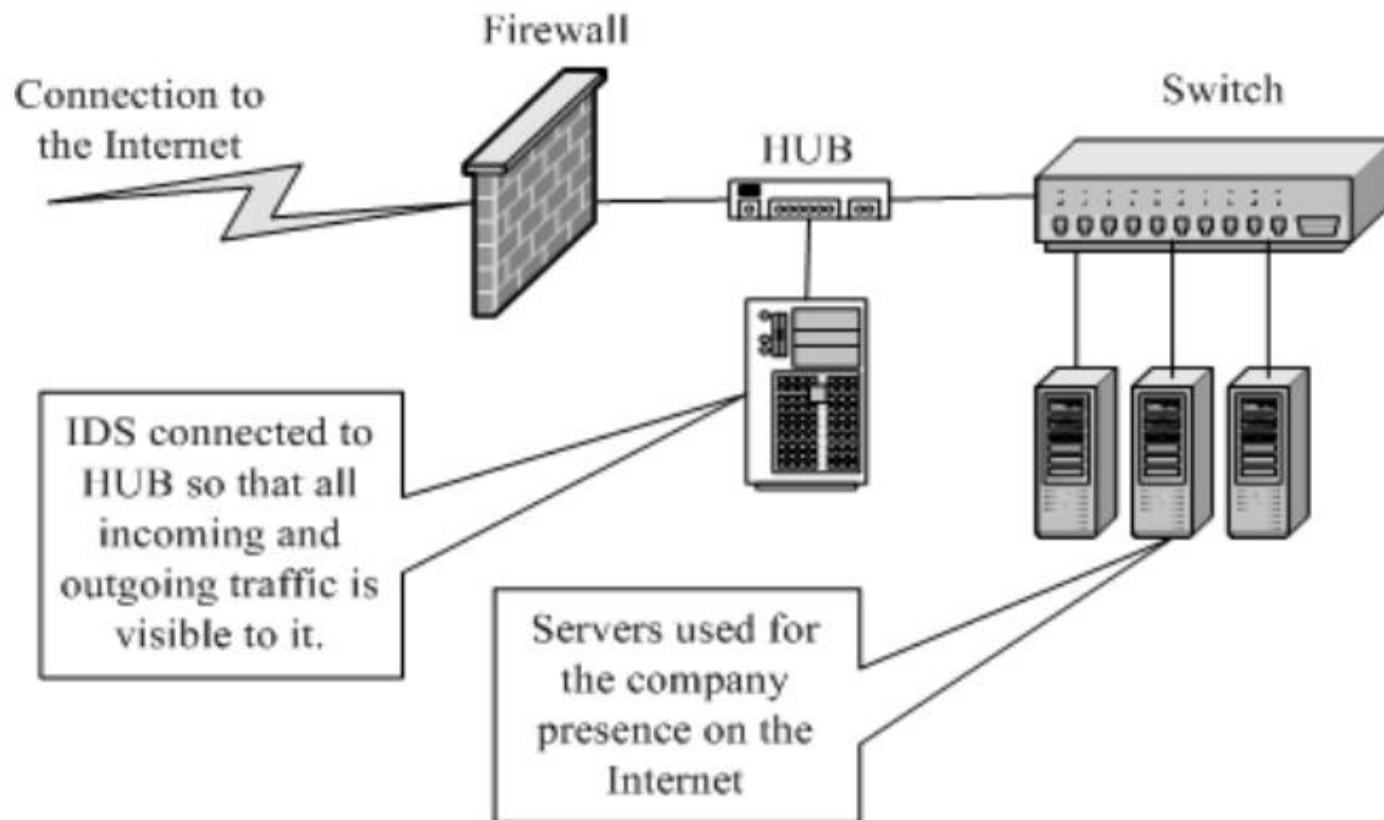 Firewall
Connection to
the Internet
Switch
HUB
IDS connected to
HUB so that all
incoming and
outgoing traffic is
visible to it.
Servers used for
the company
presence on the
Internet